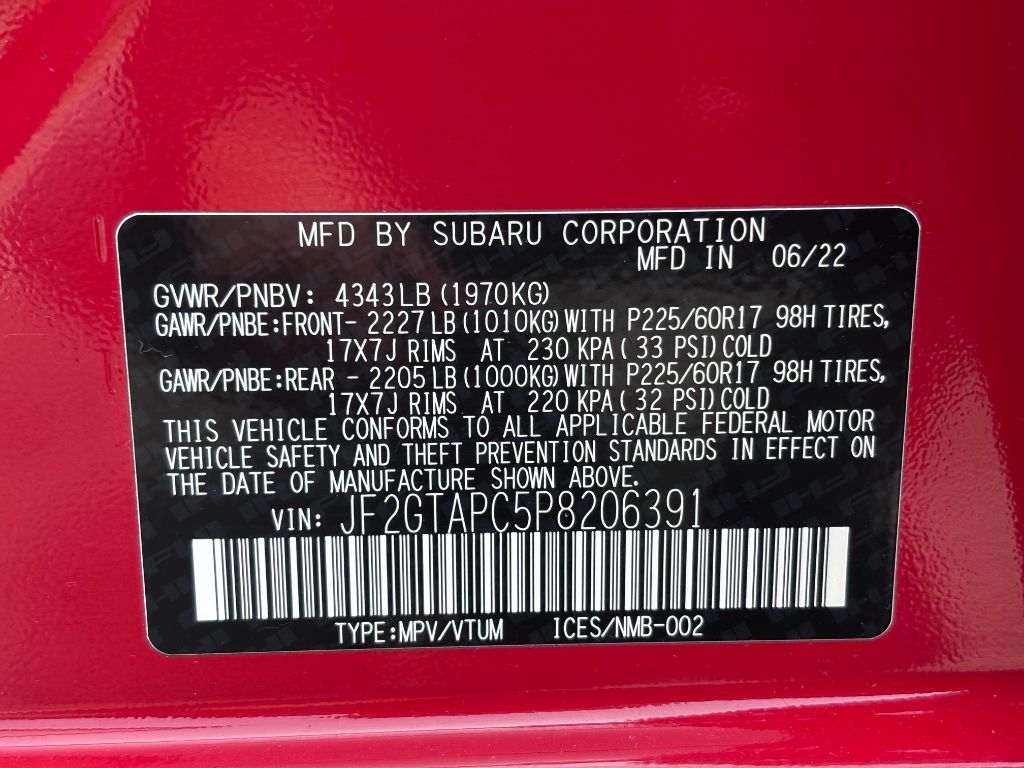 MFD BY SUBARU CORPORATION
MFD IN 06/22
GVWR/PNBV: 4343LB (1970KG)
GAWR/PNBE:FRONT- 2227 LB (1010KG) WITH P225/60R17 98H TIRES,
17X7J RIMS AT 230 KPA ( 33 PSI) COLD
GAWR/PNBE:REAR - 2205 LB (1000KG) WITH P225/60R17 98H TIRES,
17X7J RIMS AT 220 KPA ( 32 PSI) COLD
THIS VEHICLE CONFORMS TO ALL APPLICABLE FEDERAL MOTOR
VEHICLE SAFETY AND THEFT PREVENTION STANDARDS IN EFFECT ON
THE DATE OF MANUFACTURE SHOWN ABOVE.
VIN: JF2GTAPC5P8206391
TYPE:MPV/VTUM ICES/NMB-002